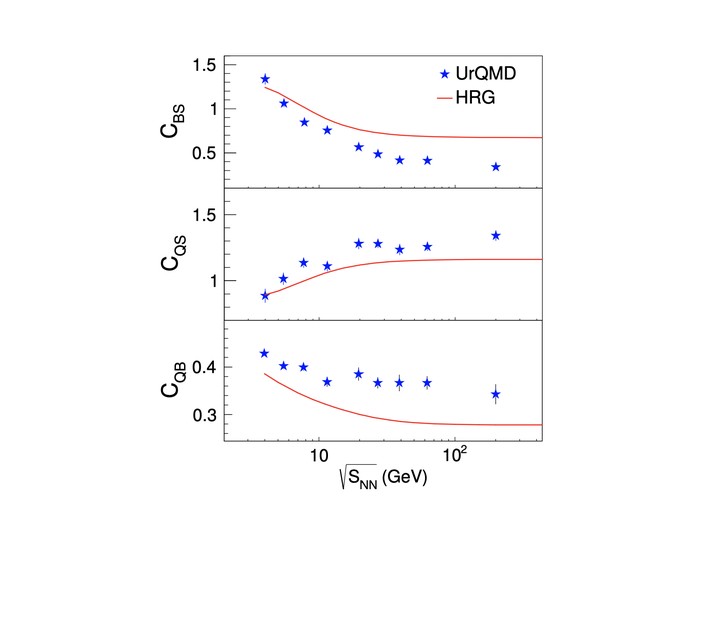 1.5
UrQMD
HRG
1
C_BS
0.5
1.5
C_QS
1
0.4
C_QB
0.3
10
10²
√S_NN (GeV)